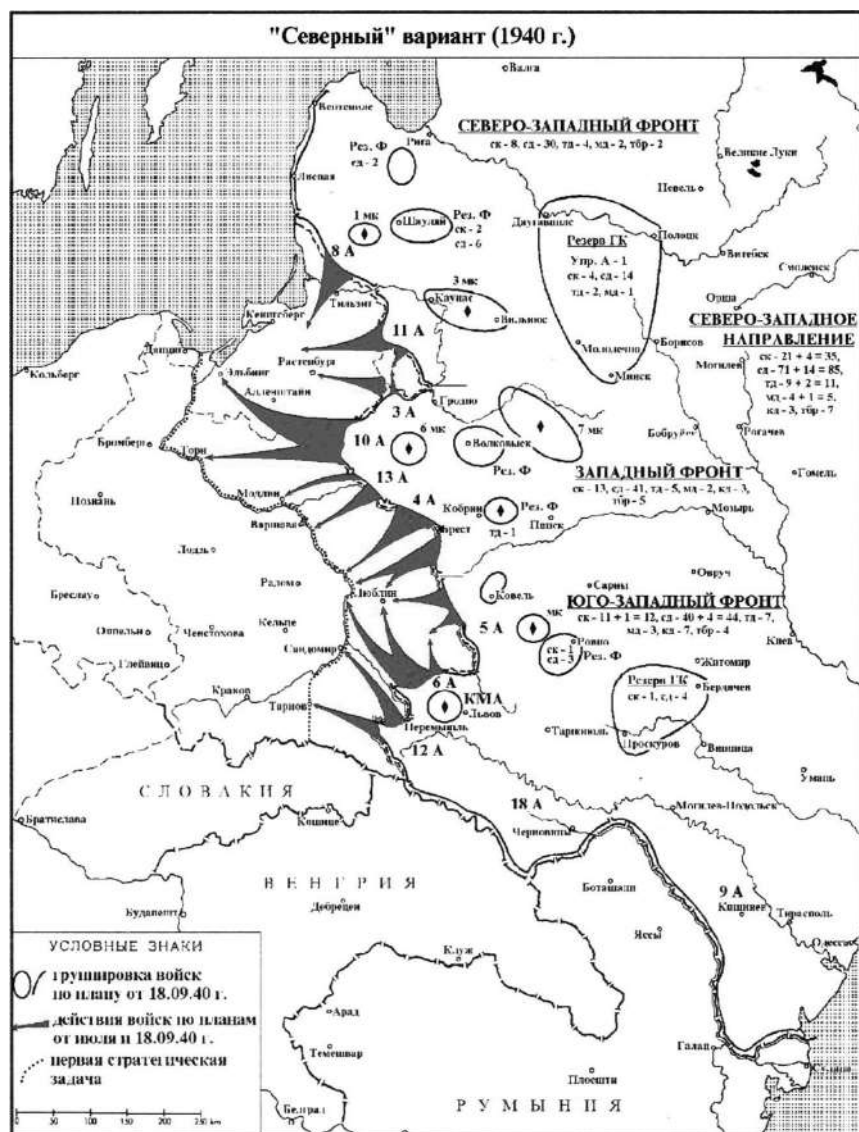 "Северный" вариант (1940 г.)
Валга
Вентспилс
Рига
СЕВЕРО-ЗАПАДНЫЙ ФРОНТ
ск - 8, сд - 30, тд - 4, мд - 2, тбр - 2
Рез. Ф
сд - 2
Великие Луки
Лиепая
Невель
1 мк
Шяуляй
Рез. Ф
ск - 2
сд - 6
Даугавпилс
Полоцк
Резерв ГК
Упр. А - 1
ск - 4, сд - 14
тд - 2, мд - 1
Витебск
Смоленск
8 А
Тильзит
3 мк
Каунас
Вильнюс
Орша
СЕВЕРО-ЗАПАДНОЕ
НАПРАВЛЕНИЕ
ск - 21 + 4 = 35,
сд - 71 + 14 = 85,
тд - 9 + 2 = 11,
мд - 4 + 1 = 5,
кд - 3, тбр - 7
Кенигсберг
11 А
Данциг
Растенбург
Молодечно
Борисов
Могилев
Кольберг
Эльбинг
Алленштайн
Минск
3 А
Гродно
6 мк
10 А
Волковыск
7 мк
Бобруйск
Рогачев
Бромберг
Торн
Рез. Ф
Гомель
13 А
ЗАПАДНЫЙ ФРОНТ
ск - 13, сд - 41, тд - 5, мд - 2, кд - 3,
тбр - 5
Познань
Модлин
4 А
Кобрин
Рез. Ф
тд - 1
Пинск
Мозырь
Варшава
Брест
Лодзь
Радом
Люблин
Ковель
Сарны
Овруч
Бреслау
ЮГО-ЗАПАДНЫЙ ФРОНТ
ск - 11 + 1 = 12, сд - 40 + 4 = 44, тд - 7,
мд - 3, кд - 7, тбр - 4
Оппельн
Ченстохова
Кельце
5 А
мк
Ровно
ск - 1
сд - 3
Рез. Ф
Киев
Глейвиц
Сандомир
Житомир
6 А
Резерв ГК
ск - 1, сд - 4
Бердичев
Краков
Тарнов
КМА
Львов
Перемышль
Тарнополь
Проскуров
Винница
12 А
Умань
СЛОВАКИЯ
18 А
Могилев-Подольск
Братислава
Кошице
Черновицы
ВЕНГРИЯ
Боташани
9 А
Кишинев
Тирасполь
Будапешт
Дебрецен
Одесса
Яссы
Клуж
УСЛОВНЫЕ ЗНАКИ
группировка войск
по плану от 18.09.40 г.
действия войск по планам
от июля и 18.09.40 г.
первая стратегическая
задача
0 50 100 150 200 250 km
Арад
Темешвар
Галац
Плоешти
Белград
РУМЫНИЯ